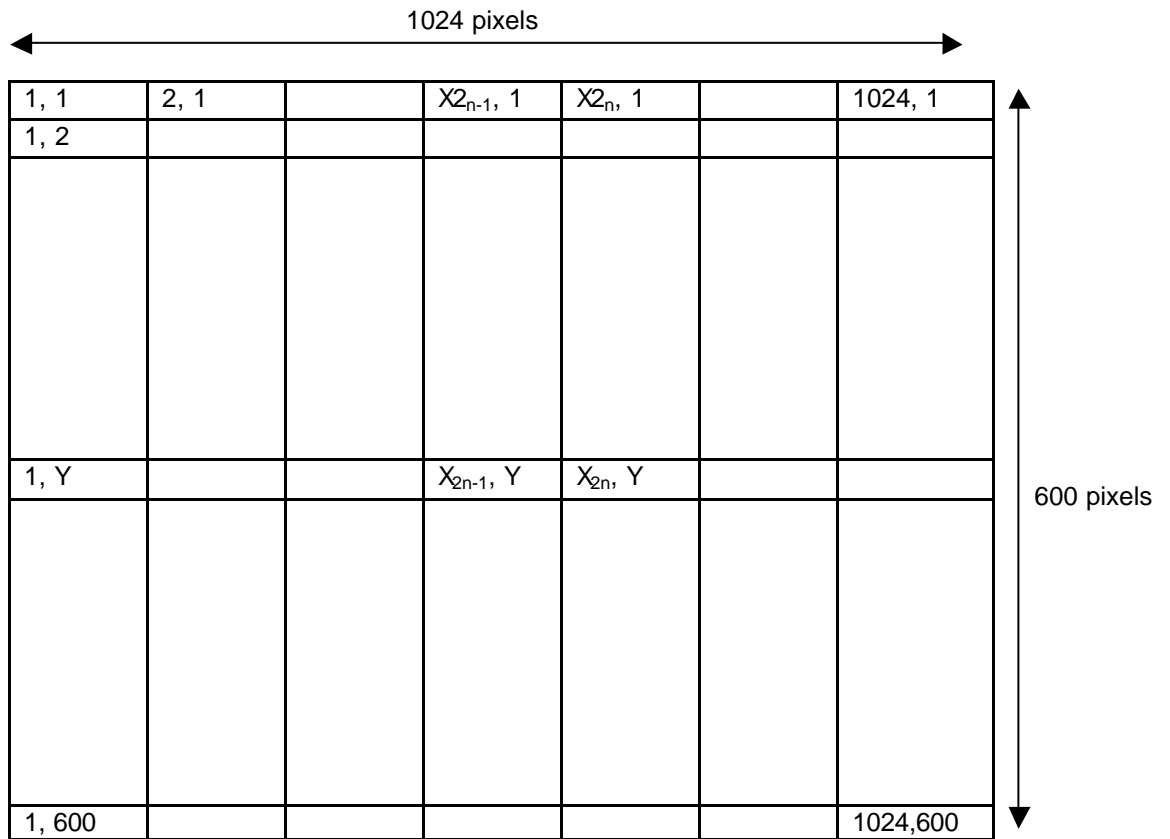 1024 pixels
1, 1 2, 1 X2ₙ₋₁, 1 X2ₙ, 1 1024, 1
1, 2
1, Y X₂ₙ₋₁, Y X₂ₙ, Y
600 pixels
1, 600 1024,600